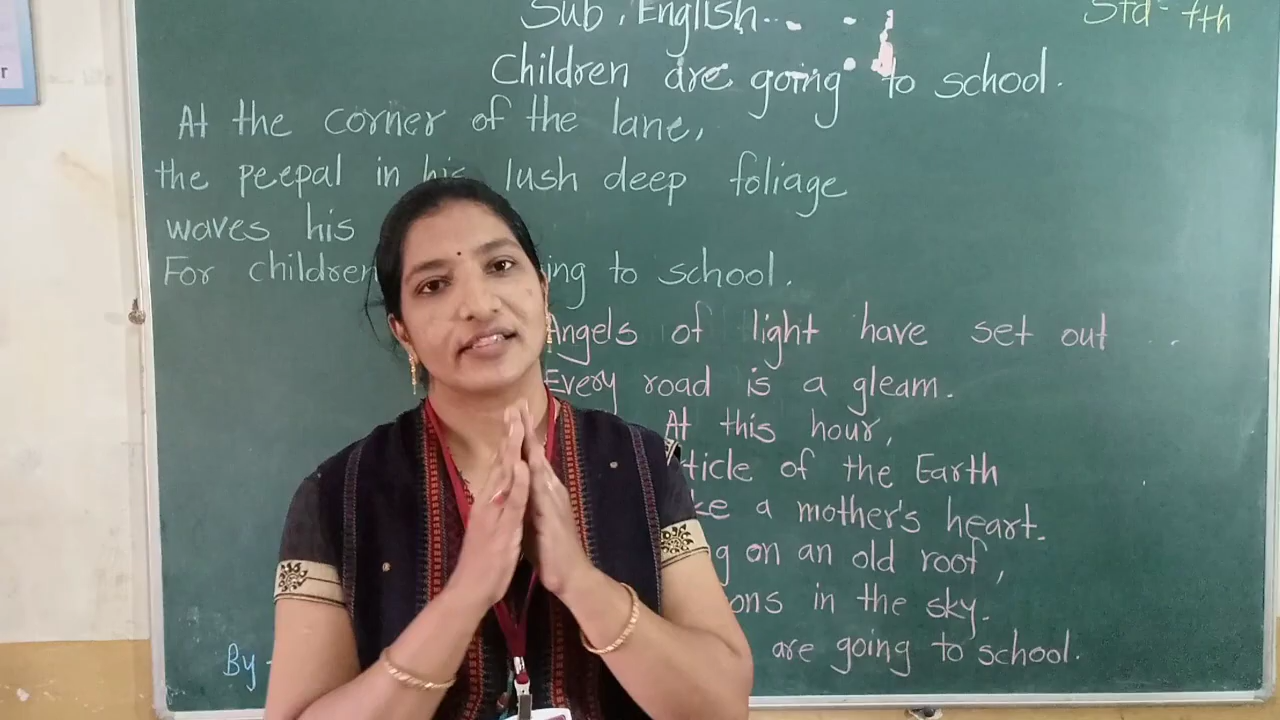 Sub. English..
Std- 7th
Children are going to school.
At the corner of the lane,
the peepal in his lush deep foliage
waves his
For children ing to school.
Angels of light have set out ...
Every road is a gleam.
At this hour,
ticle of the Earth
ke a mother's heart.
g on an old roof,
ons in the sky.
are going to school.
By -
r